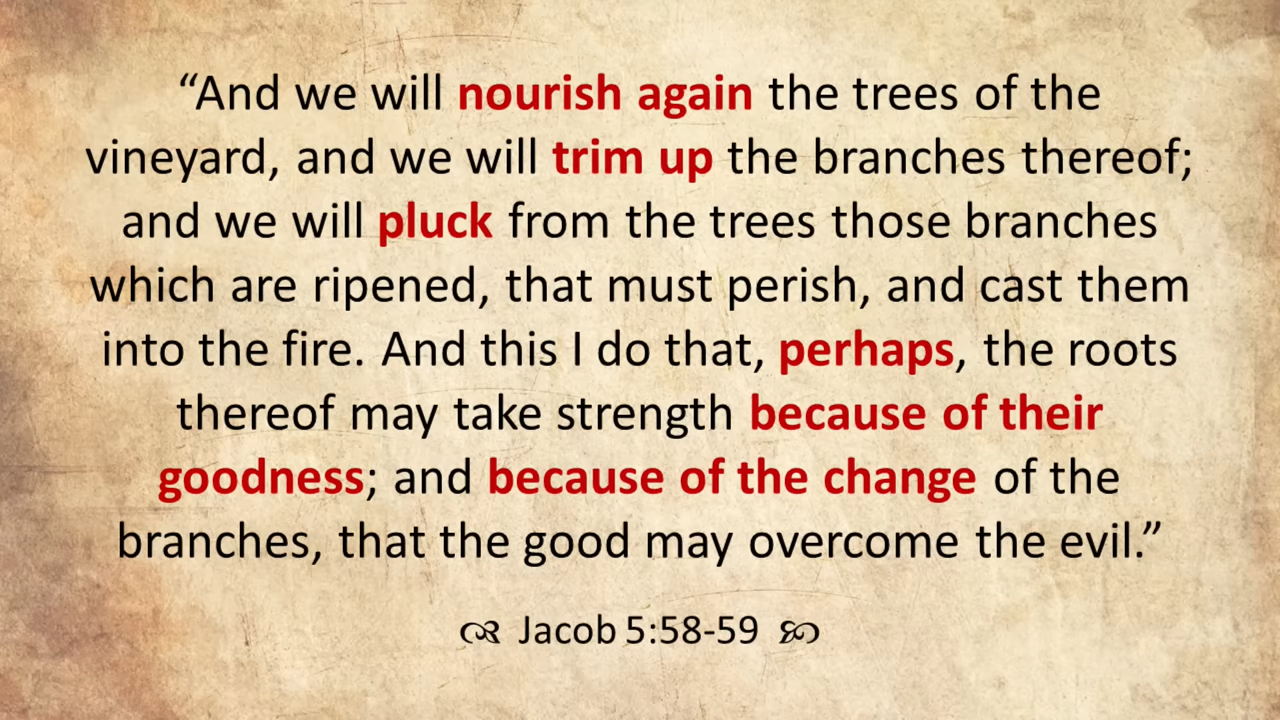 “And we will nourish again the trees of the
vineyard, and we will trim up the branches thereof;
and we will pluck from the trees those branches
which are ripened, that must perish, and cast them
into the fire. And this I do that, perhaps, the roots
thereof may take strength because of their
goodness; and because of the change of the
branches, that the good may overcome the evil.”
Jacob 5:58-59